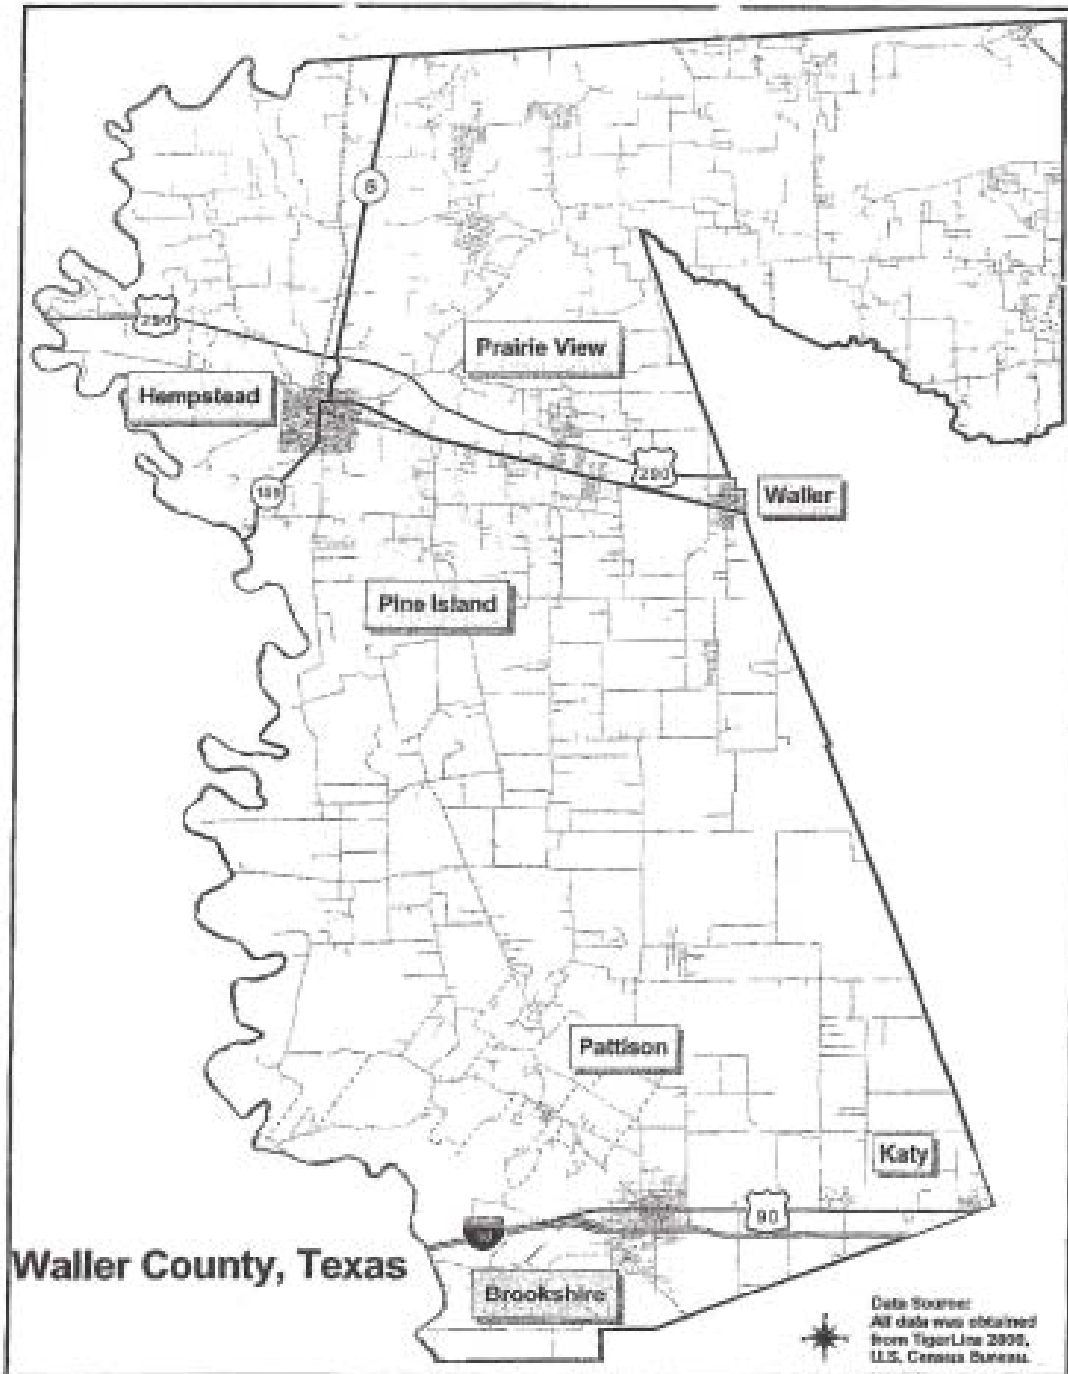 6
290
Prairie View
Hempstead
290
159
Waller
Pine Island
Pattison
Katy
90
Waller County, Texas
Brookshire
Data Source:
All data was obtained
from TigerLine 2000,
U.S. Census Bureau.